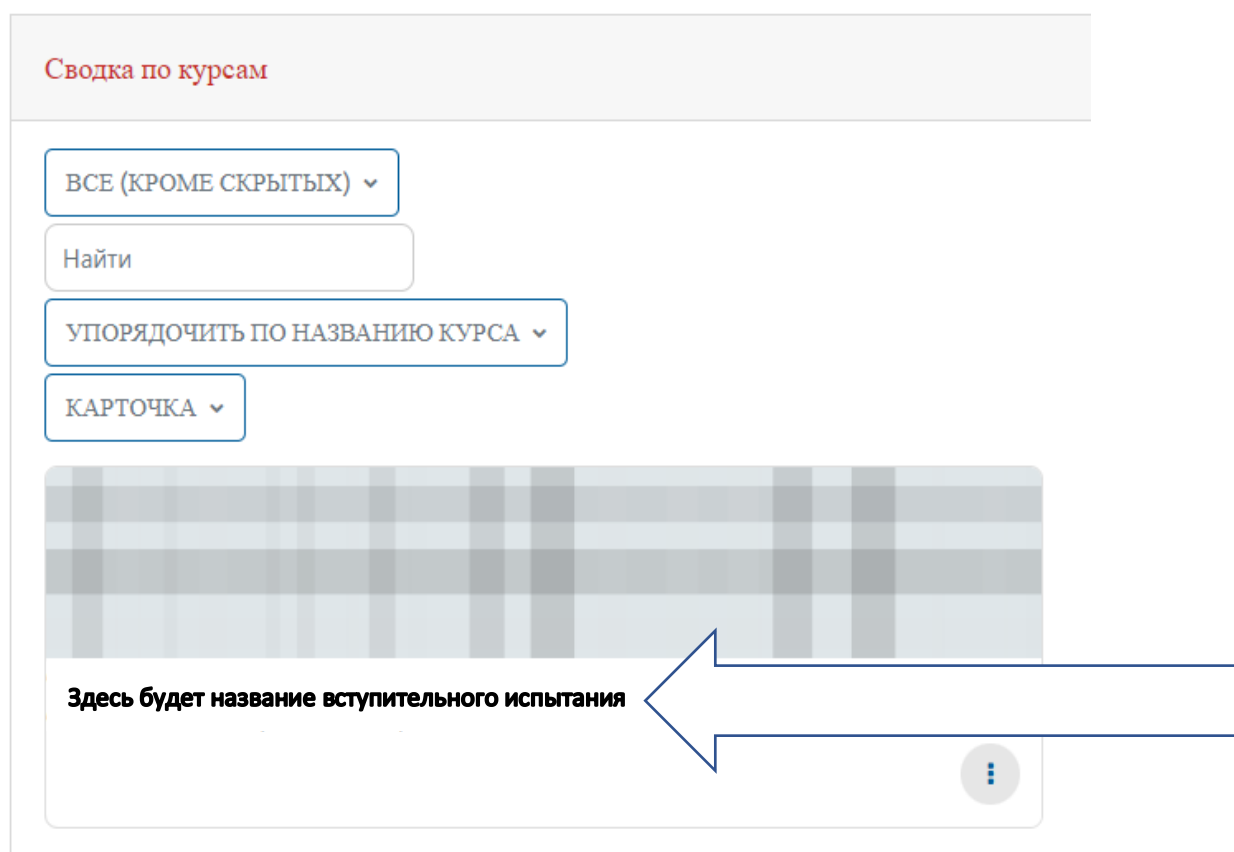 Сводка по курсам
ВСЕ (КРОМЕ СКРЫТЫХ)
Найти
УПОРЯДОЧИТЬ ПО НАЗВАНИЮ КУРСА
КАРТОЧКА
Здесь будет название вступительного испытания